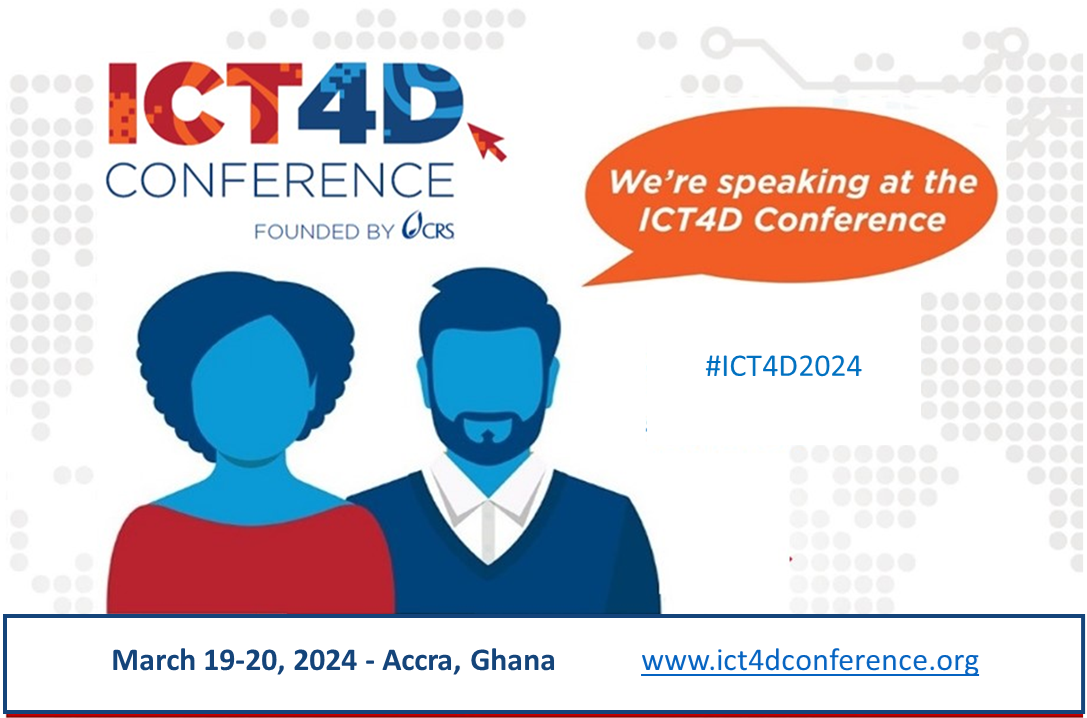 ICT4D
CONFERENCE
FOUNDED BY CRS
We're speaking at the
ICT4D Conference
#ICT4D2024
March 19-20, 2024 - Accra, Ghana
www.ict4dconference.org